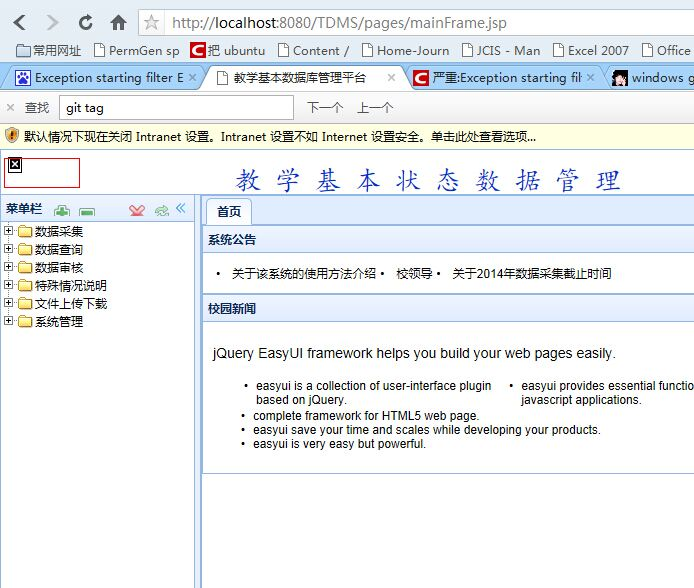 http://localhost:8080/TDMS/pages/mainFrame.jsp
常用网址 PermGen sp 把 ubuntu Content / Home-Journ JCIS - Man Excel 2007 Office
Exception starting filter E 教学基本数据库管理平台 严重:Exception starting fil windows g
查找 git tag 下一个 上一个
默认情况下现在关闭 Intranet 设置。Intranet 设置不如 Internet 设置安全。单击此处查看选项...
教学基本状态数据管理
菜单栏 首页
数据采集
数据查询
数据审核
特殊情况说明
文件上传下载
系统管理
系统公告
• 关于该系统的使用方法介绍 • 校领导 • 关于2014年数据采集截止时间
校园新闻
jQuery EasyUI framework helps you build your web pages easily.
• easyui is a collection of user-interface plugin based on jQuery.
• easyui provides essential functio javascript applications.
• complete framework for HTML5 web page.
• easyui save your time and scales while developing your products.
• easyui is very easy but powerful.